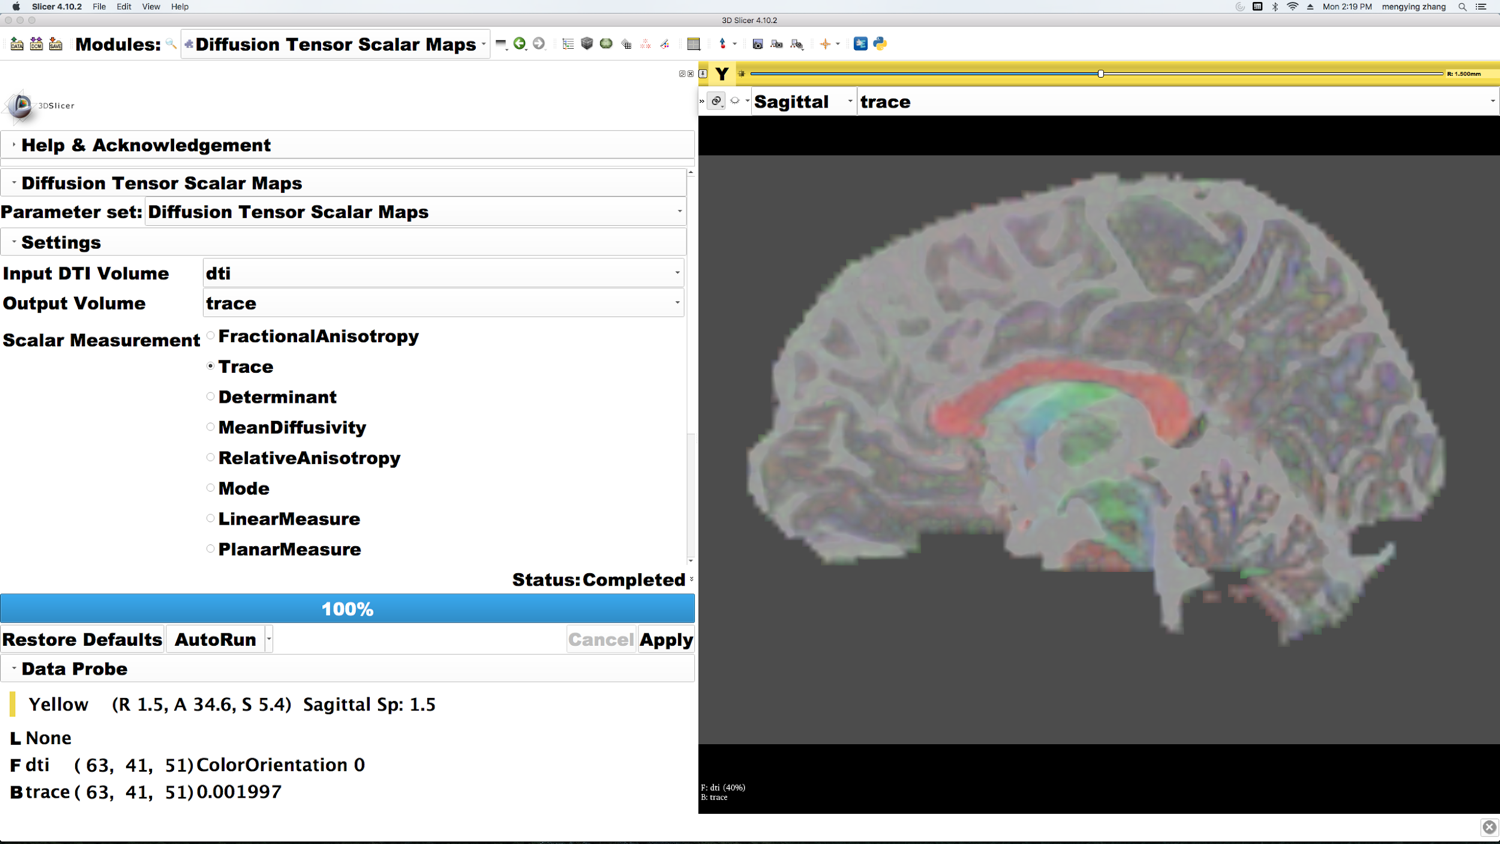 Slicer 4.10.2 File Edit View Help Mon 2:19 PM mengying zhang
3D Slicer 4.10.2
DATA DCM SAVE Modules: Diffusion Tensor Scalar Maps
Y R: 1.500mm
Sagittal trace
3DSlicer
Help & Acknowledgement
Diffusion Tensor Scalar Maps
Parameter set: Diffusion Tensor Scalar Maps
Settings
Input DTI Volume dti
Output Volume trace
Scalar Measurement FractionalAnisotropy
Trace
Determinant
MeanDiffusivity
RelativeAnisotropy
Mode
LinearMeasure
PlanarMeasure
Status:Completed
100%
Restore Defaults AutoRun Cancel Apply
Data Probe
Yellow (R 1.5, A 34.6, S 5.4) Sagittal Sp: 1.5
L None
F dti ( 63, 41, 51) ColorOrientation 0
B trace ( 63, 41, 51) 0.001997
F: dti (40%)
B: trace